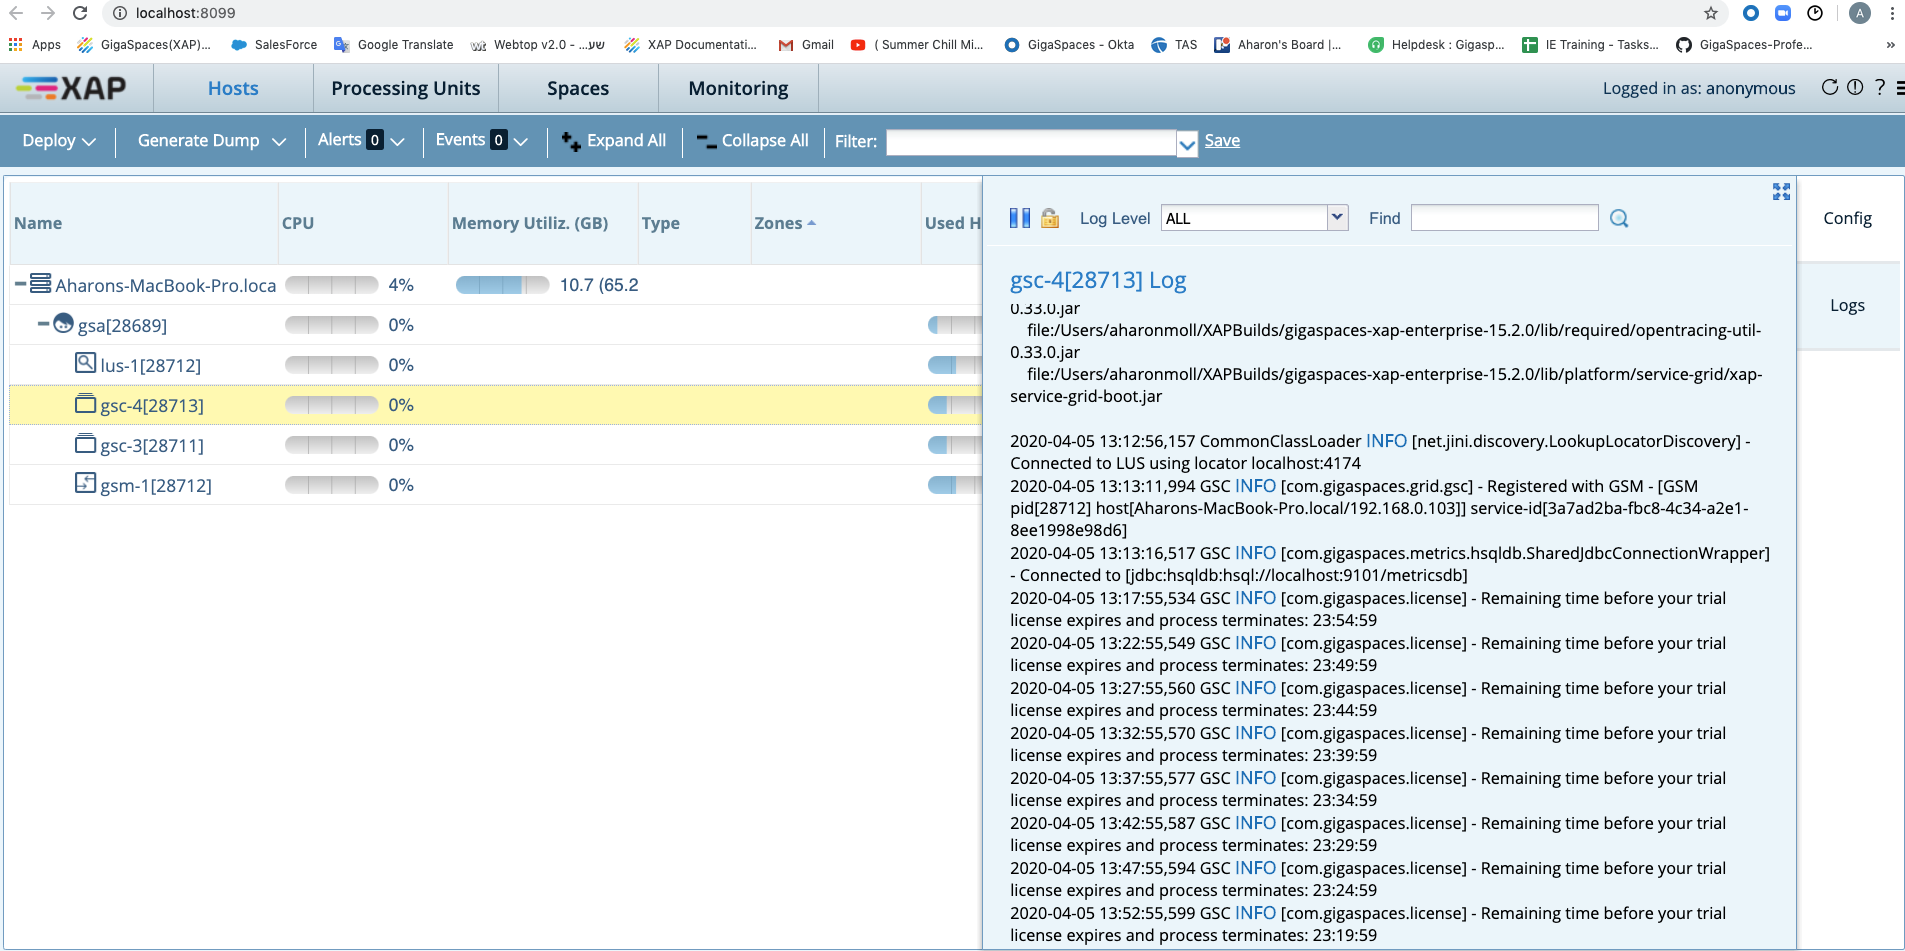 localhost:8099
A
Apps GigaSpaces(XAP)... SalesForce Google Translate Webtop v2.0 - ...שע GS XAP Documentati... Gmail ( Summer Chill Mi... GigaSpaces - Okta TAS Aharon's Board |... Helpdesk : Gigasp... IE Training - Tasks... GigaSpaces-Profe... »
XAP Hosts Processing Units Spaces Monitoring Logged in as: anonymous ?
Deploy Generate Dump Alerts 0 Events 0 Expand All Collapse All Filter: Save
Name CPU Memory Utiliz. (GB) Type Zones Used H
Aharons-MacBook-Pro.loca 4% 10.7 (65.2
gsa[28689] 0%
lus-1[28712] 0%
gsc-4[28713] 0%
gsc-3[28711] 0%
gsm-1[28712] 0%
Log Level ALL Find
Config
Logs
gsc-4[28713] Log
0.33.0.jar
file:/Users/aharonmoll/XAPBuilds/gigaspaces-xap-enterprise-15.2.0/lib/required/opentracing-util-
0.33.0.jar
file:/Users/aharonmoll/XAPBuilds/gigaspaces-xap-enterprise-15.2.0/lib/platform/service-grid/xap-
service-grid-boot.jar
2020-04-05 13:12:56,157 CommonClassLoader INFO [net.jini.discovery.LookupLocatorDiscovery] -
Connected to LUS using locator localhost:4174
2020-04-05 13:13:11,994 GSC INFO [com.gigaspaces.grid.gsc] - Registered with GSM - [GSM
pid[28712] host[Aharons-MacBook-Pro.local/192.168.0.103]] service-id[3a7ad2ba-fbc8-4c34-a2e1-
8ee1998e98d6]
2020-04-05 13:13:16,517 GSC INFO [com.gigaspaces.metrics.hsqldb.SharedJdbcConnectionWrapper]
- Connected to [jdbc:hsqldb:hsql://localhost:9101/metricsdb]
2020-04-05 13:17:55,534 GSC INFO [com.gigaspaces.license] - Remaining time before your trial
license expires and process terminates: 23:54:59
2020-04-05 13:22:55,549 GSC INFO [com.gigaspaces.license] - Remaining time before your trial
license expires and process terminates: 23:49:59
2020-04-05 13:27:55,560 GSC INFO [com.gigaspaces.license] - Remaining time before your trial
license expires and process terminates: 23:44:59
2020-04-05 13:32:55,570 GSC INFO [com.gigaspaces.license] - Remaining time before your trial
license expires and process terminates: 23:39:59
2020-04-05 13:37:55,577 GSC INFO [com.gigaspaces.license] - Remaining time before your trial
license expires and process terminates: 23:34:59
2020-04-05 13:42:55,587 GSC INFO [com.gigaspaces.license] - Remaining time before your trial
license expires and process terminates: 23:29:59
2020-04-05 13:47:55,594 GSC INFO [com.gigaspaces.license] - Remaining time before your trial
license expires and process terminates: 23:24:59
2020-04-05 13:52:55,599 GSC INFO [com.gigaspaces.license] - Remaining time before your trial
license expires and process terminates: 23:19:59